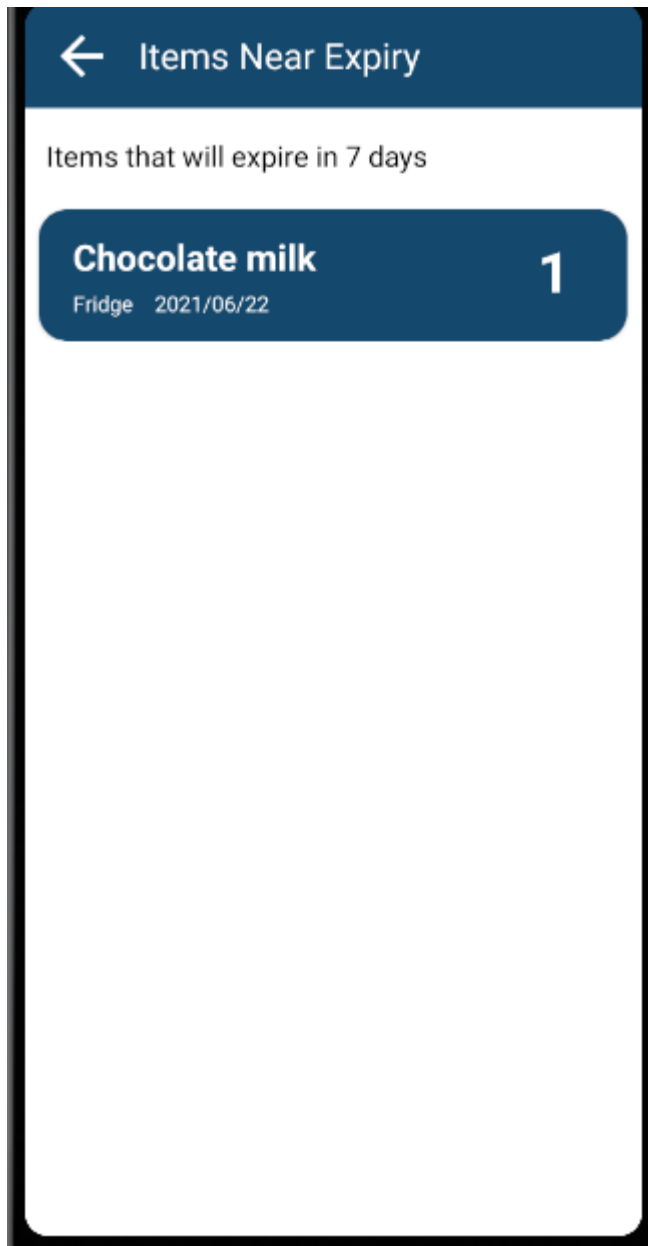 Items Near Expiry
Items that will expire in 7 days
Chocolate milk 1
Fridge 2021/06/22